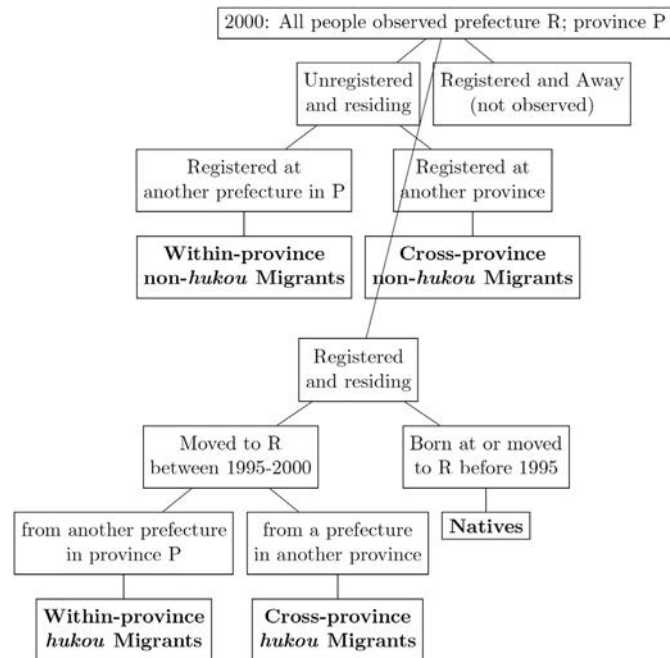 2000: All people observed prefecture R; province P
Unregistered
and residing
Registered and Away
(not observed)
Registered at
another prefecture in P
Registered at
another province
Within-province
non-hukou Migrants
Cross-province
non-hukou Migrants
Registered
and residing
Moved to R
between 1995-2000
Born at or moved
to R before 1995
from another prefecture
in province P
from a prefecture
in another province
Natives
Within-province
hukou Migrants
Cross-province
hukou Migrants